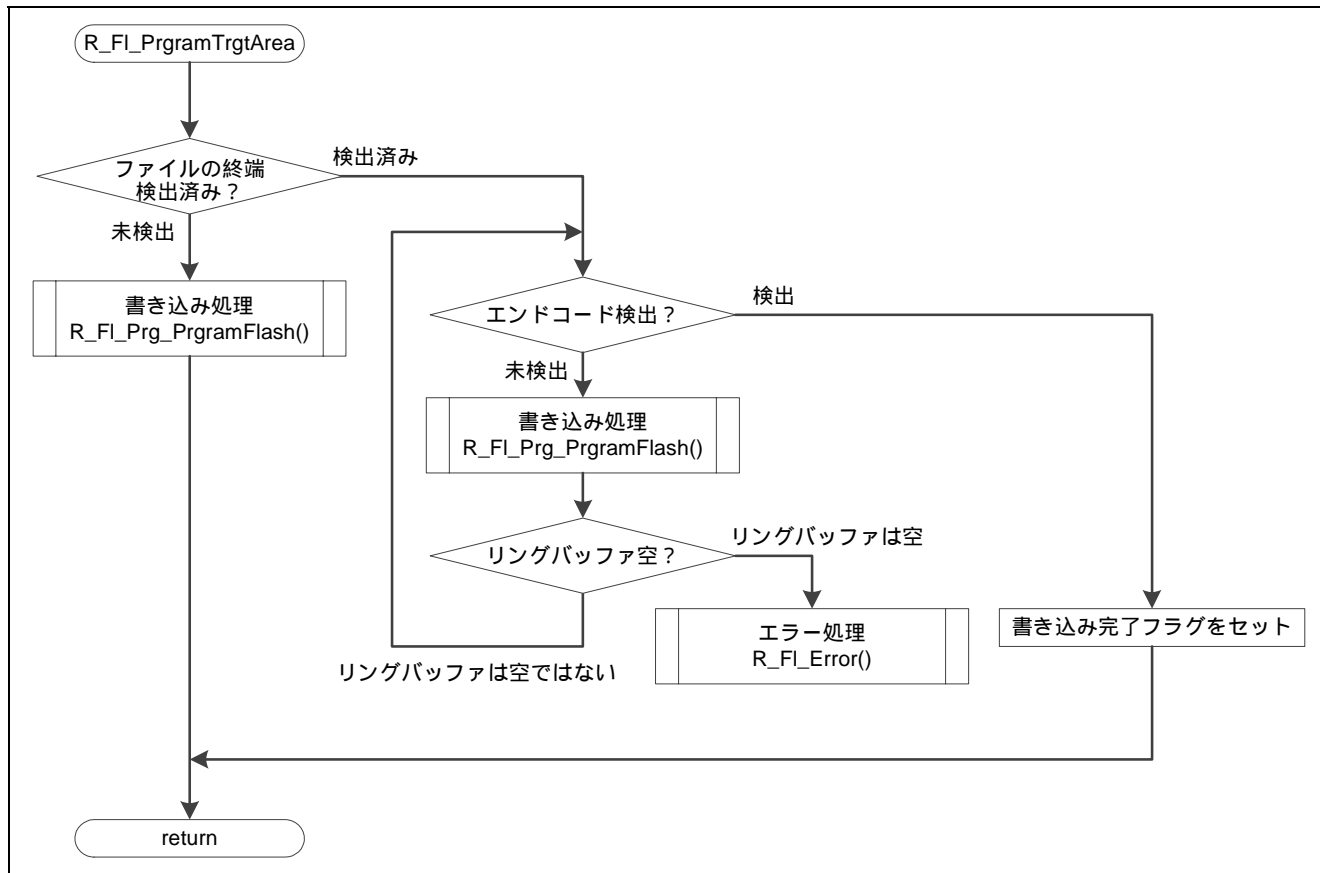 R_Fl_PrgramTrgtArea
ファイルの終端
検出済み？
検出済み
未検出
書き込み処理
R_Fl_Prg_PrgramFlash()
エンドコード検出？
検出
未検出
書き込み処理
R_Fl_Prg_PrgramFlash()
リングバッファ空？
リングバッファは空
リングバッファは空ではない
エラー処理
R_Fl_Error()
書き込み完了フラグをセット
return